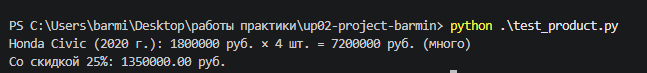 PS C:\Users\barmi\Desktop\работы практики\up02-project-barmin> python .\test_product.py
Honda Civic (2020 г.): 1800000 руб. × 4 шт. = 7200000 руб. (много)
Со скидкой 25%: 1350000.00 руб.